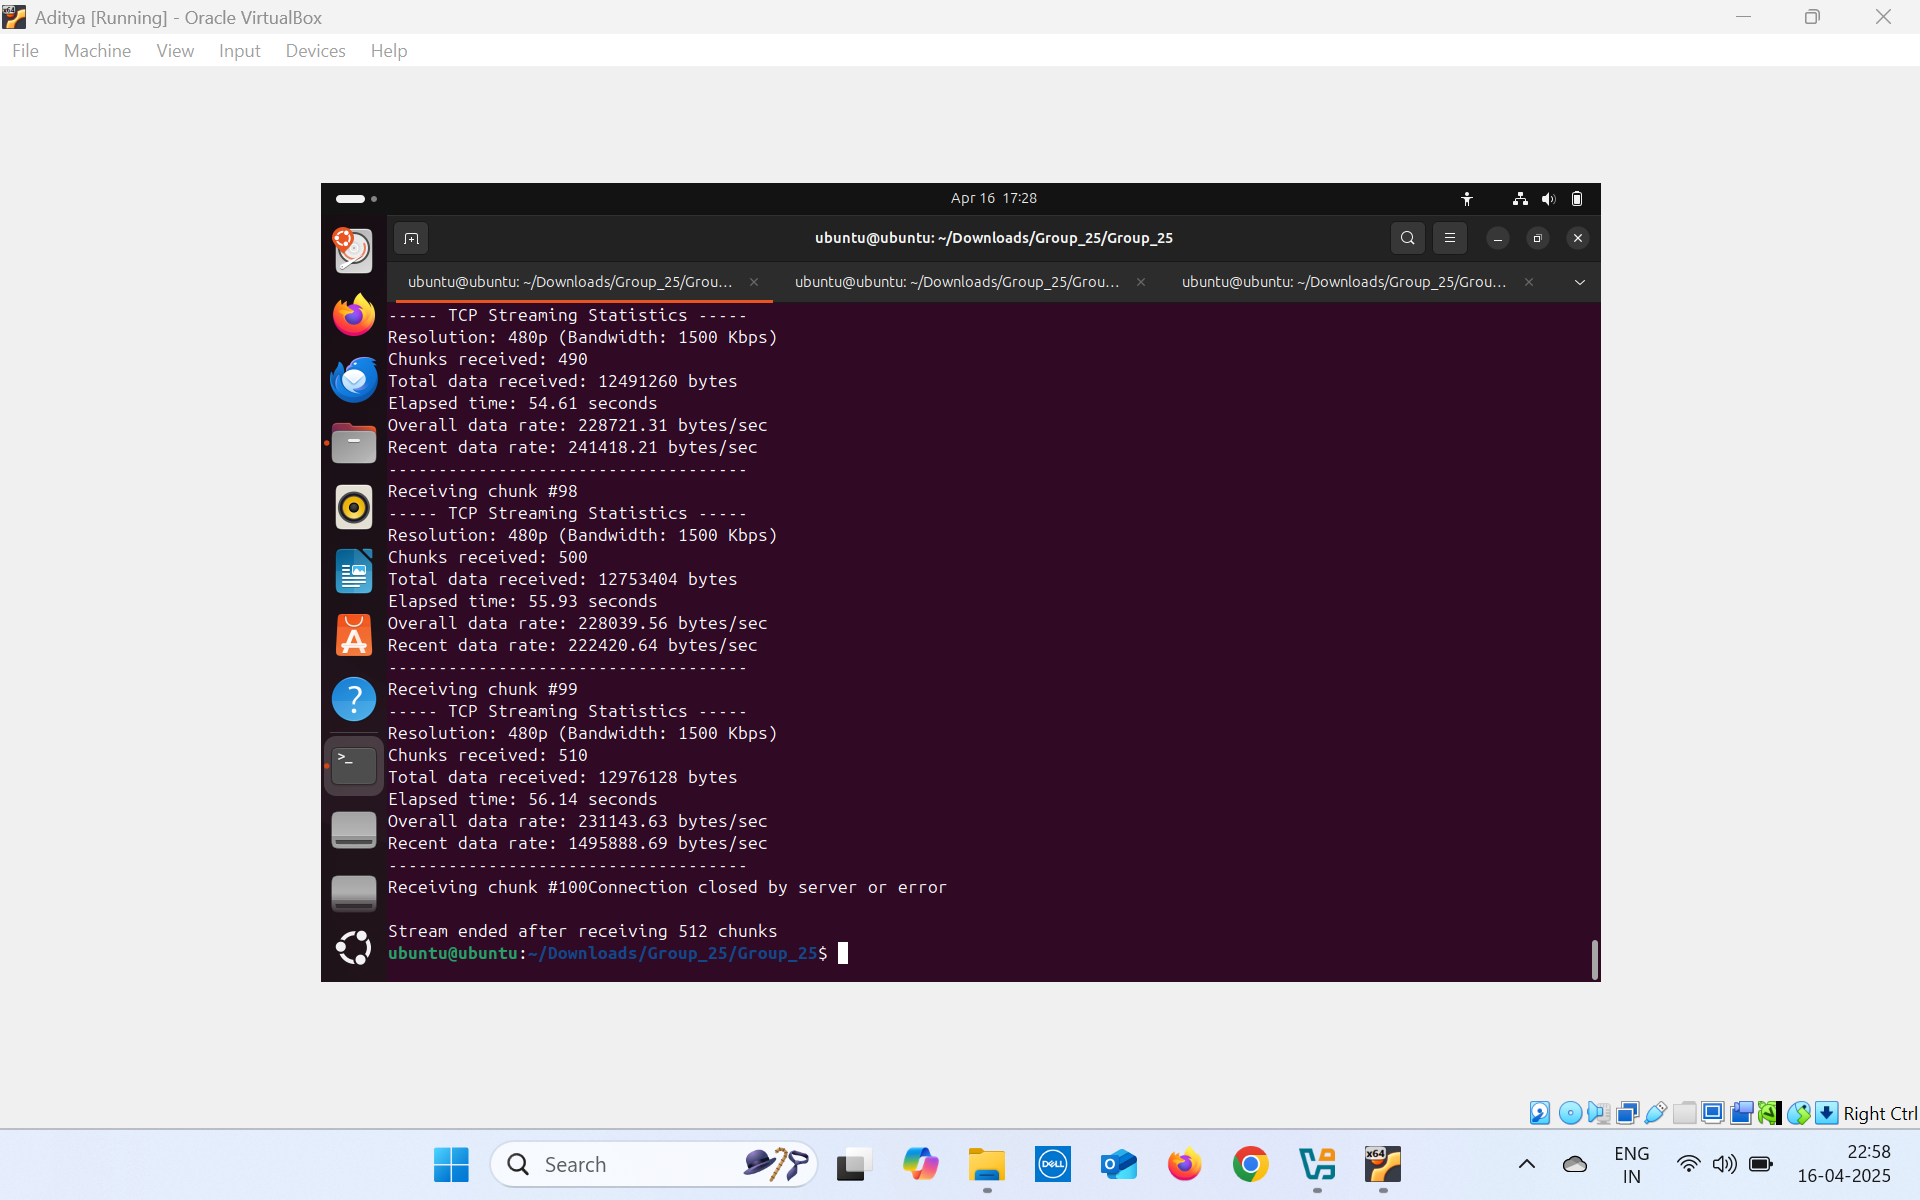 Aditya [Running] - Oracle VirtualBox
File Machine View Input Devices Help
Apr 16 17:28
ubuntu@ubuntu: ~/Downloads/Group_25/Group_25
ubuntu@ubuntu: ~/Downloads/Group_25/Grou... ubuntu@ubuntu: ~/Downloads/Group_25/Grou... ubuntu@ubuntu: ~/Downloads/Group_25/Grou...
----- TCP Streaming Statistics -----
Resolution: 480p (Bandwidth: 1500 Kbps)
Chunks received: 490
Total data received: 12491260 bytes
Elapsed time: 54.61 seconds
Overall data rate: 228721.31 bytes/sec
Recent data rate: 241418.21 bytes/sec
------------------------------------
Receiving chunk #98
----- TCP Streaming Statistics -----
Resolution: 480p (Bandwidth: 1500 Kbps)
Chunks received: 500
Total data received: 12753404 bytes
Elapsed time: 55.93 seconds
Overall data rate: 228039.56 bytes/sec
Recent data rate: 222420.64 bytes/sec
------------------------------------
Receiving chunk #99
----- TCP Streaming Statistics -----
Resolution: 480p (Bandwidth: 1500 Kbps)
Chunks received: 510
Total data received: 12976128 bytes
Elapsed time: 56.14 seconds
Overall data rate: 231143.63 bytes/sec
Recent data rate: 1495888.69 bytes/sec
------------------------------------
Receiving chunk #100Connection closed by server or error
Stream ended after receiving 512 chunks
ubuntu@ubuntu:~/Downloads/Group_25/Group_25$
Right Ctrl
Search
DELL
x64
ENG
IN
22:58
16-04-2025